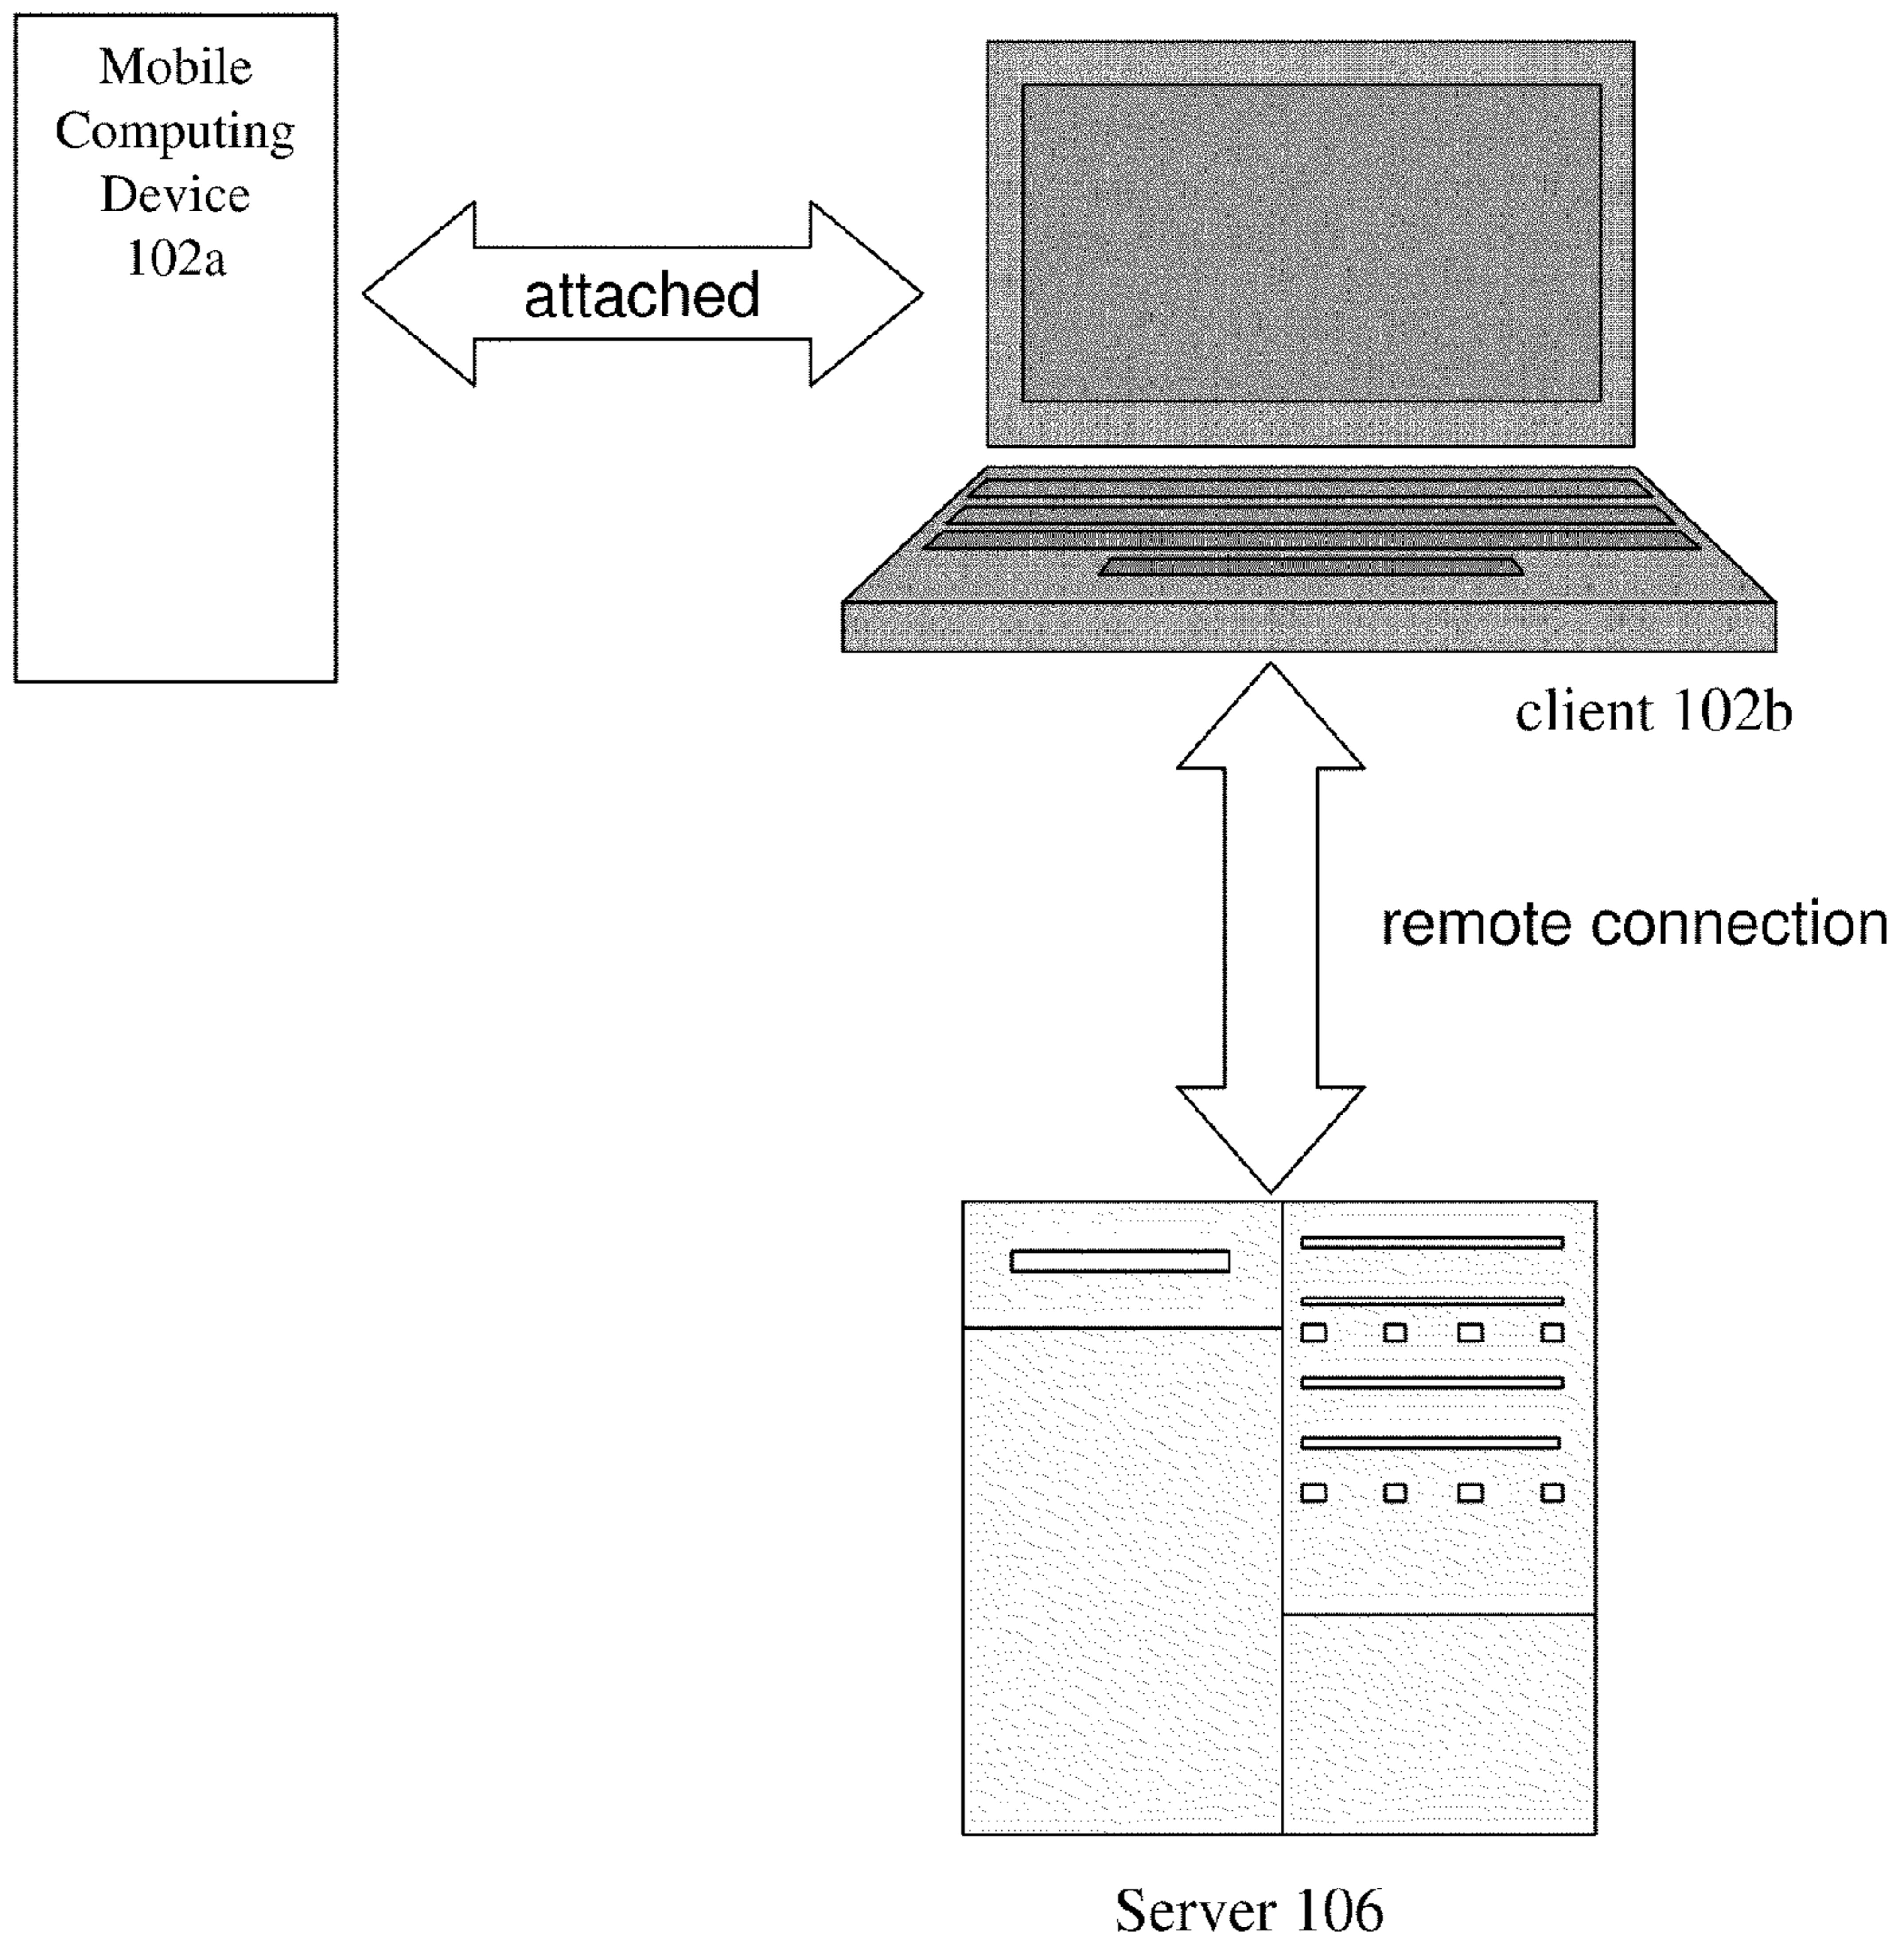 Mobile
Computing
Device
102a
attached
client 102b
remote connection
Server 106